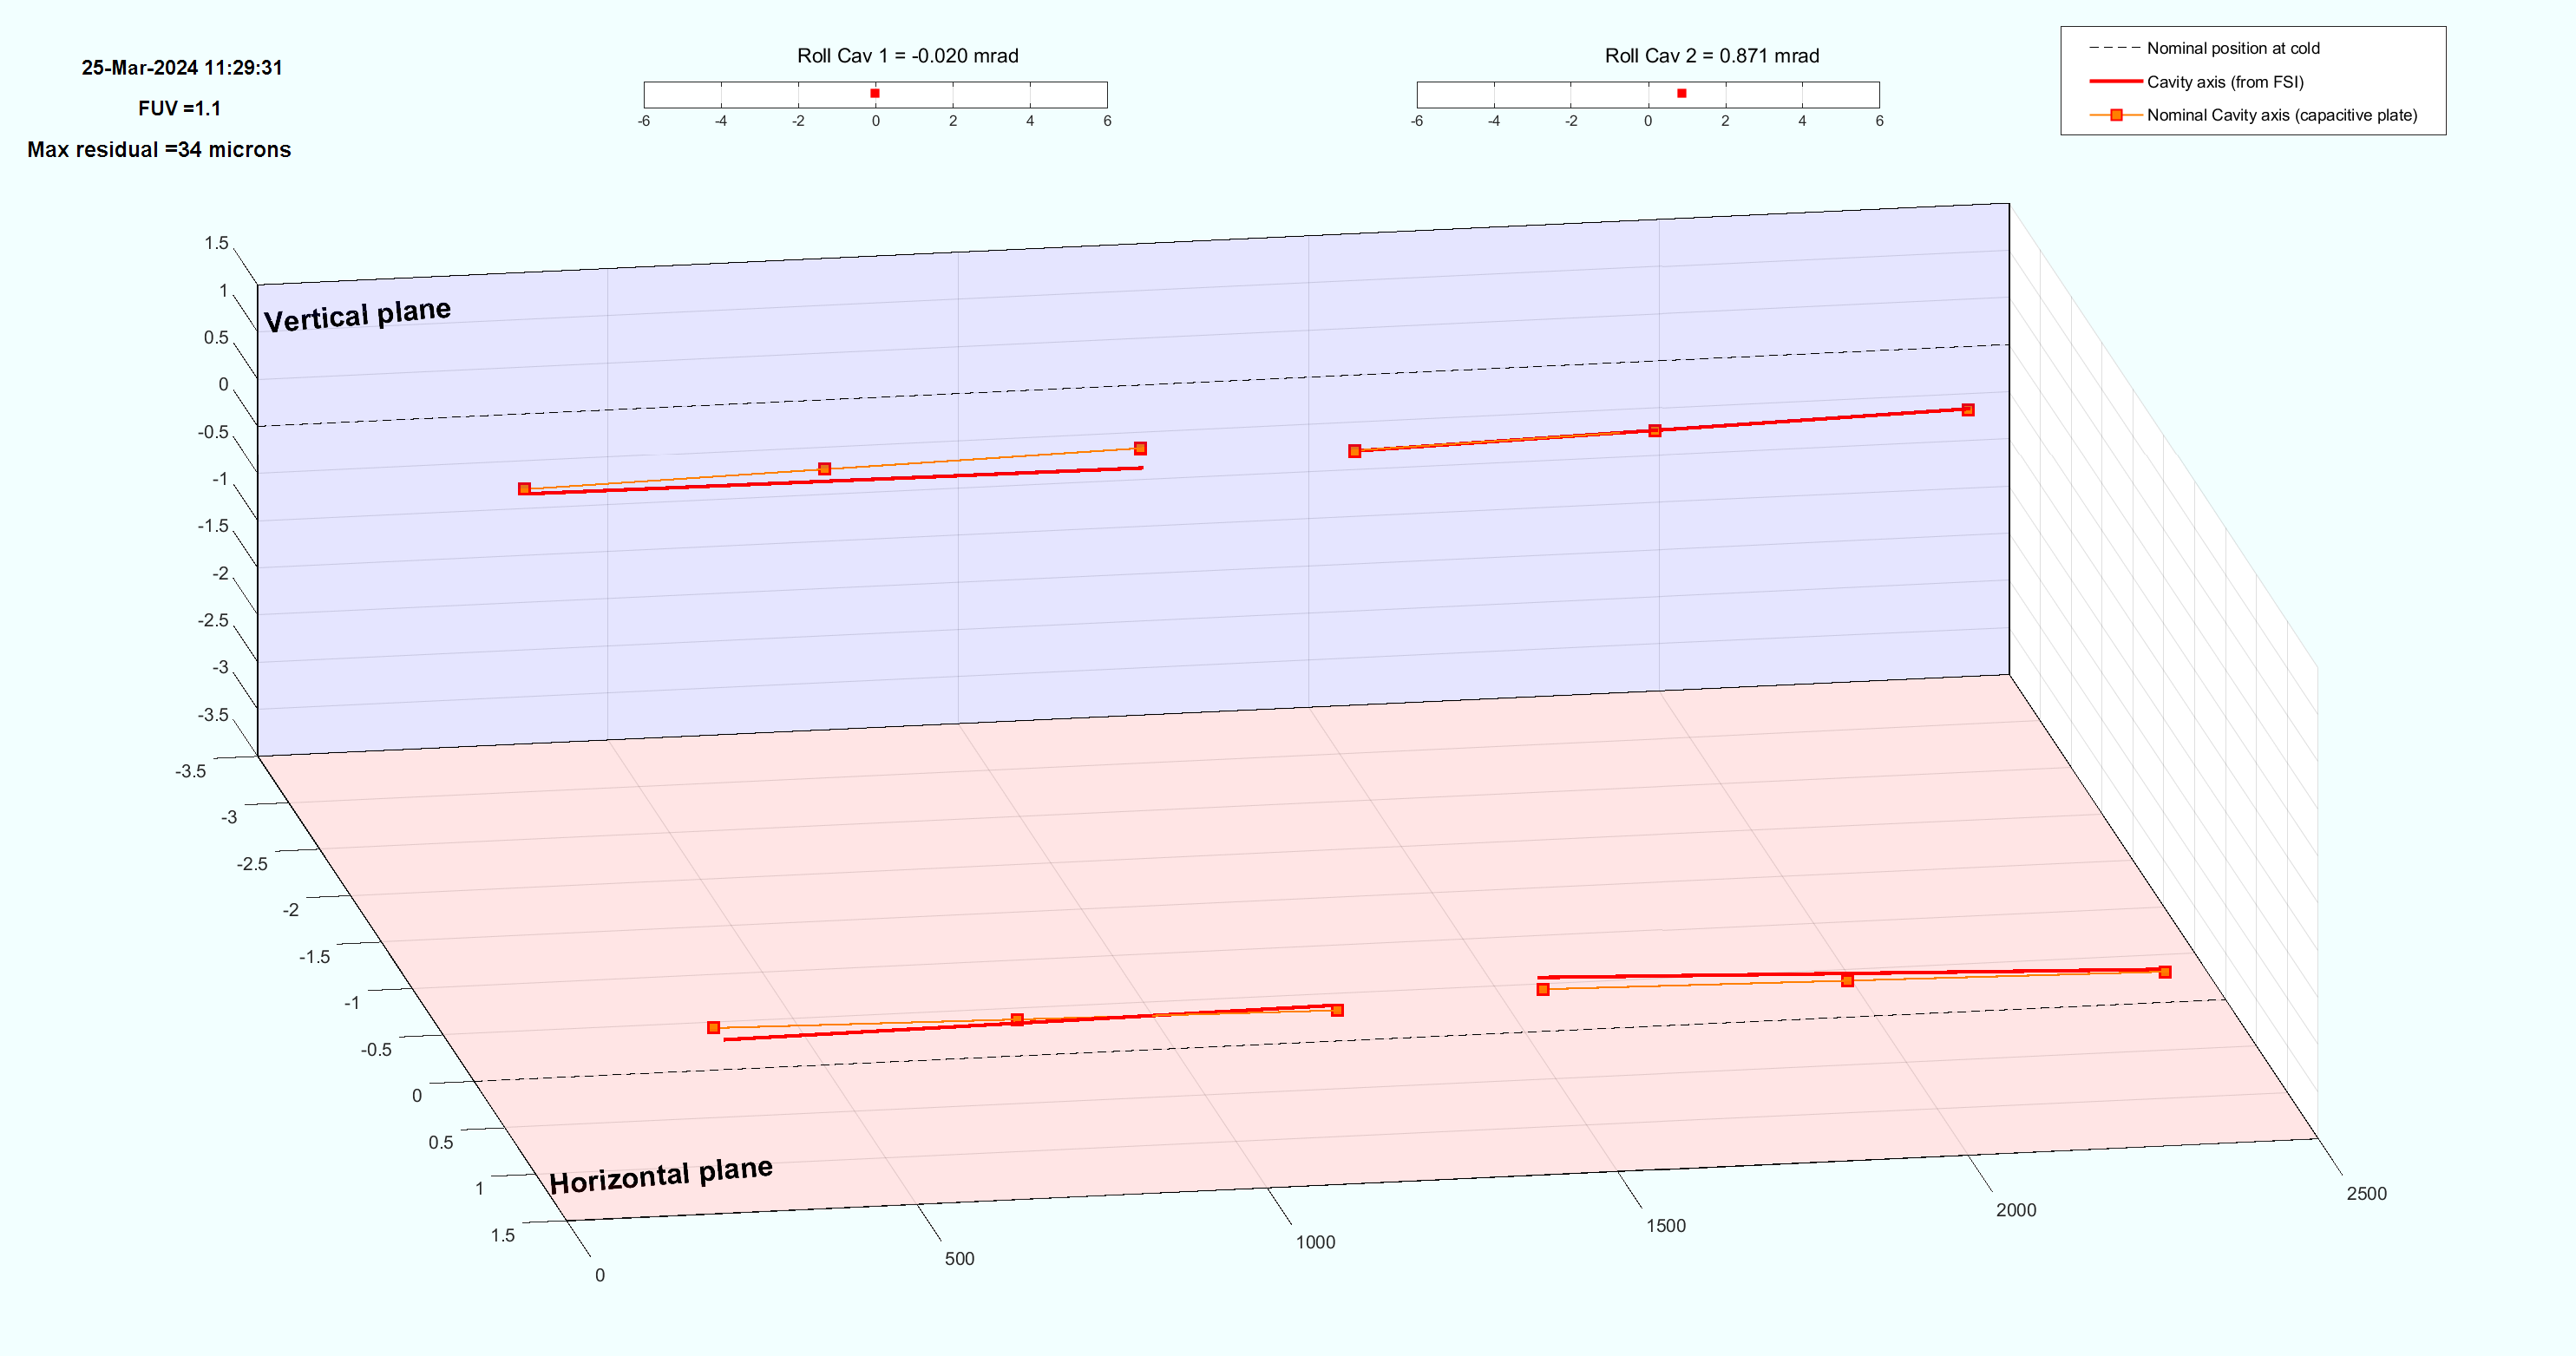 25-Mar-2024 11:29:31
FUV =1.1
Max residual =34 microns
Roll Cav 1 = -0.020 mrad
-6 -4 -2 0 2 4 6
Roll Cav 2 = 0.871 mrad
-6 -4 -2 0 2 4 6
Nominal position at cold
Cavity axis (from FSI)
Nominal Cavity axis (capacitive plate)
Vertical plane
1.5
1
0.5
0
-0.5
-1
-1.5
-2
-2.5
-3
-3.5
-3.5
-3
-2.5
-2
-1.5
-1
-0.5
0
0.5
1
1.5
Horizontal plane
0 500 1000 1500 2000 2500